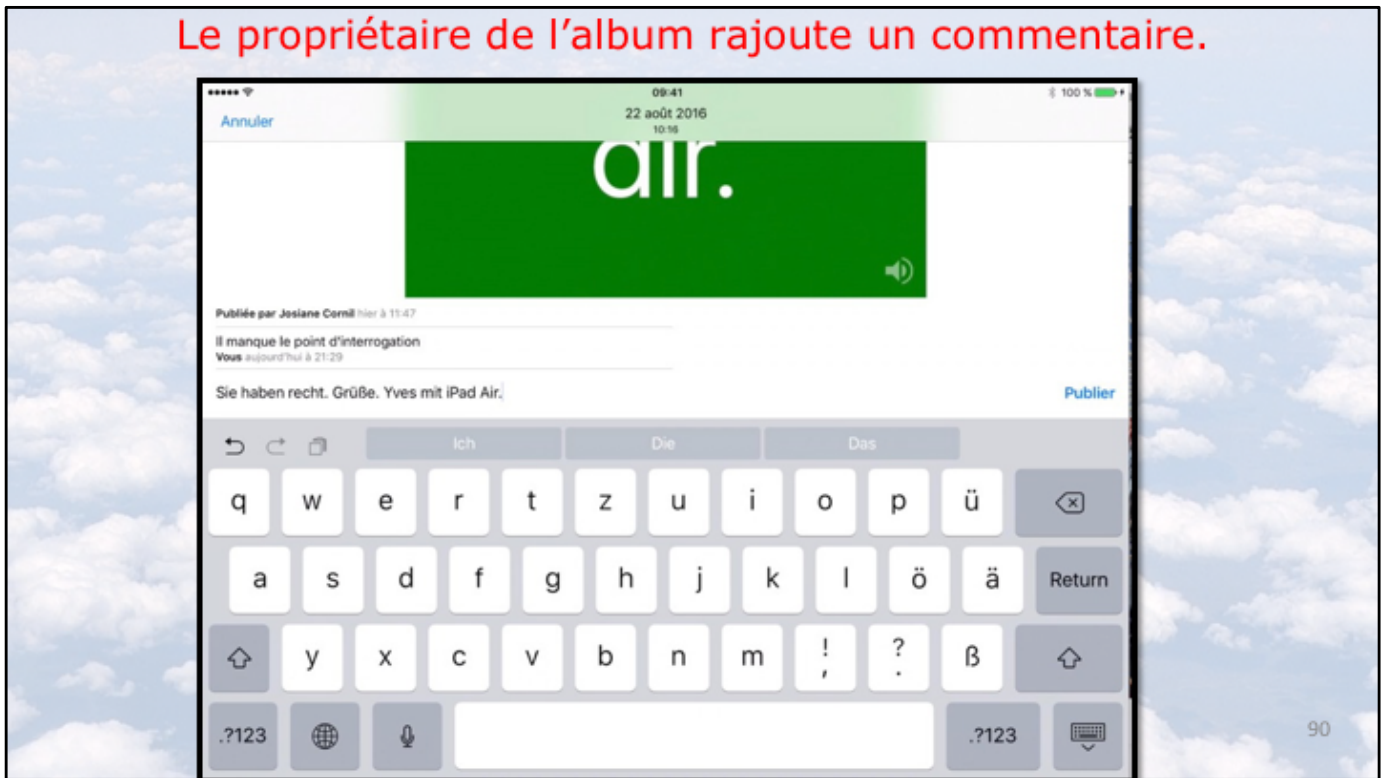 Le propriétaire de l'album rajoute un commentaire.
09:41
100 %
Annuler
22 août 2016
10:16
air.
Publiée par Josiane Cornil hier à 11:47
Il manque le point d'interrogation
Vous aujourd'hui à 21:29
Sie haben recht. Grüße. Yves mit iPad Air.
Publier
Ich Die Das
q w e r t z u i o p ü
a s d f g h j k l ö ä Return
y x c v b n m ! , ? . ß
.?123 .?123
90